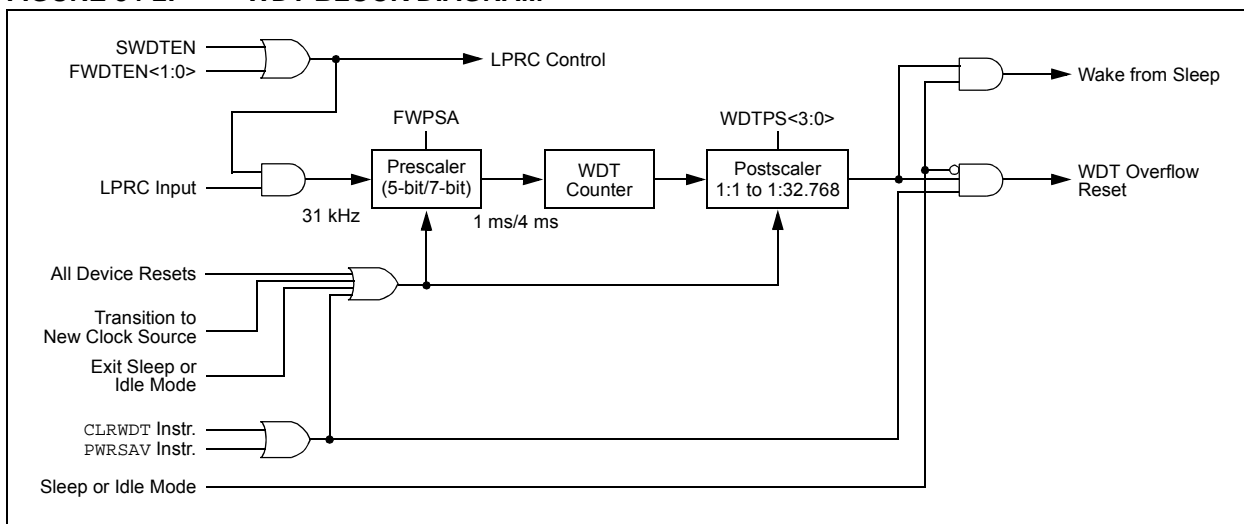 SWDTEN
FWDTEN<1:0>
LPRC Control
Wake from Sleep
FWPSA
WDTPS<3:0>
LPRC Input
Prescaler
(5-bit/7-bit)
WDT
Counter
Postscaler
1:1 to 1:32.768
WDT Overflow
Reset
31 kHz
1 ms/4 ms
All Device Resets
Transition to
New Clock Source
Exit Sleep or
Idle Mode
CLRWDT Instr.
PWRSAV Instr.
Sleep or Idle Mode